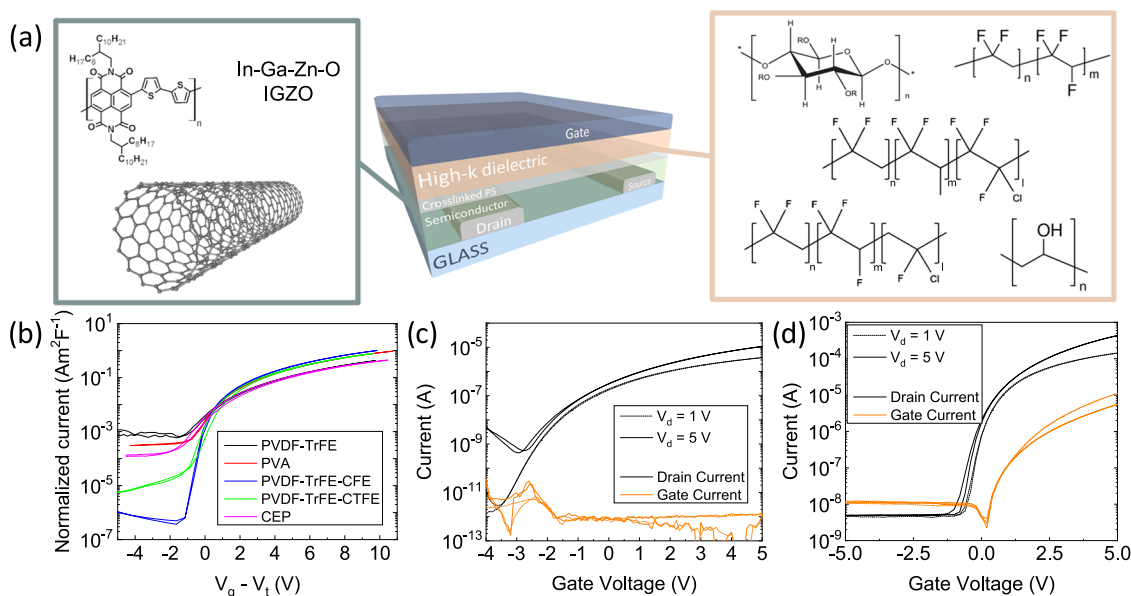 (a)
C10H21
H17C8
O N O
S
S
n
O N O
C8H17
C10H21
In-Ga-Zn-O
IGZO
Gate
High-k dielectric
Crosslinked PS
Semiconductor
Source
Drain
GLASS
RO H
H
* O O *
H
RO H
OR
H n
F F F F
n m
F
F F F F F F
n m l
F Cl
F F F F F
n m l
F F Cl
OH
n
(b)
Normalized current (Am2F-1)
10^1
10^-1
10^-3
10^-5
10^-7
-4 -2 0 2 4 6 8 10
Vg - Vt (V)
PVDF-TrFE
PVA
PVDF-TrFE-CFE
PVDF-TrFE-CTFE
CEP
(c)
Current (A)
10^-5
10^-7
10^-9
10^-11
10^-13
-4 -3 -2 -1 0 1 2 3 4 5
Gate Voltage (V)
Vd = 1 V
Vd = 5 V
Drain Current
Gate Current
(d)
Current (A)
10^-3
10^-4
10^-5
10^-6
10^-7
10^-8
10^-9
-5.0 -2.5 0.0 2.5 5.0
Gate Voltage (V)
Vd = 1 V
Vd = 5 V
Drain Current
Gate Current